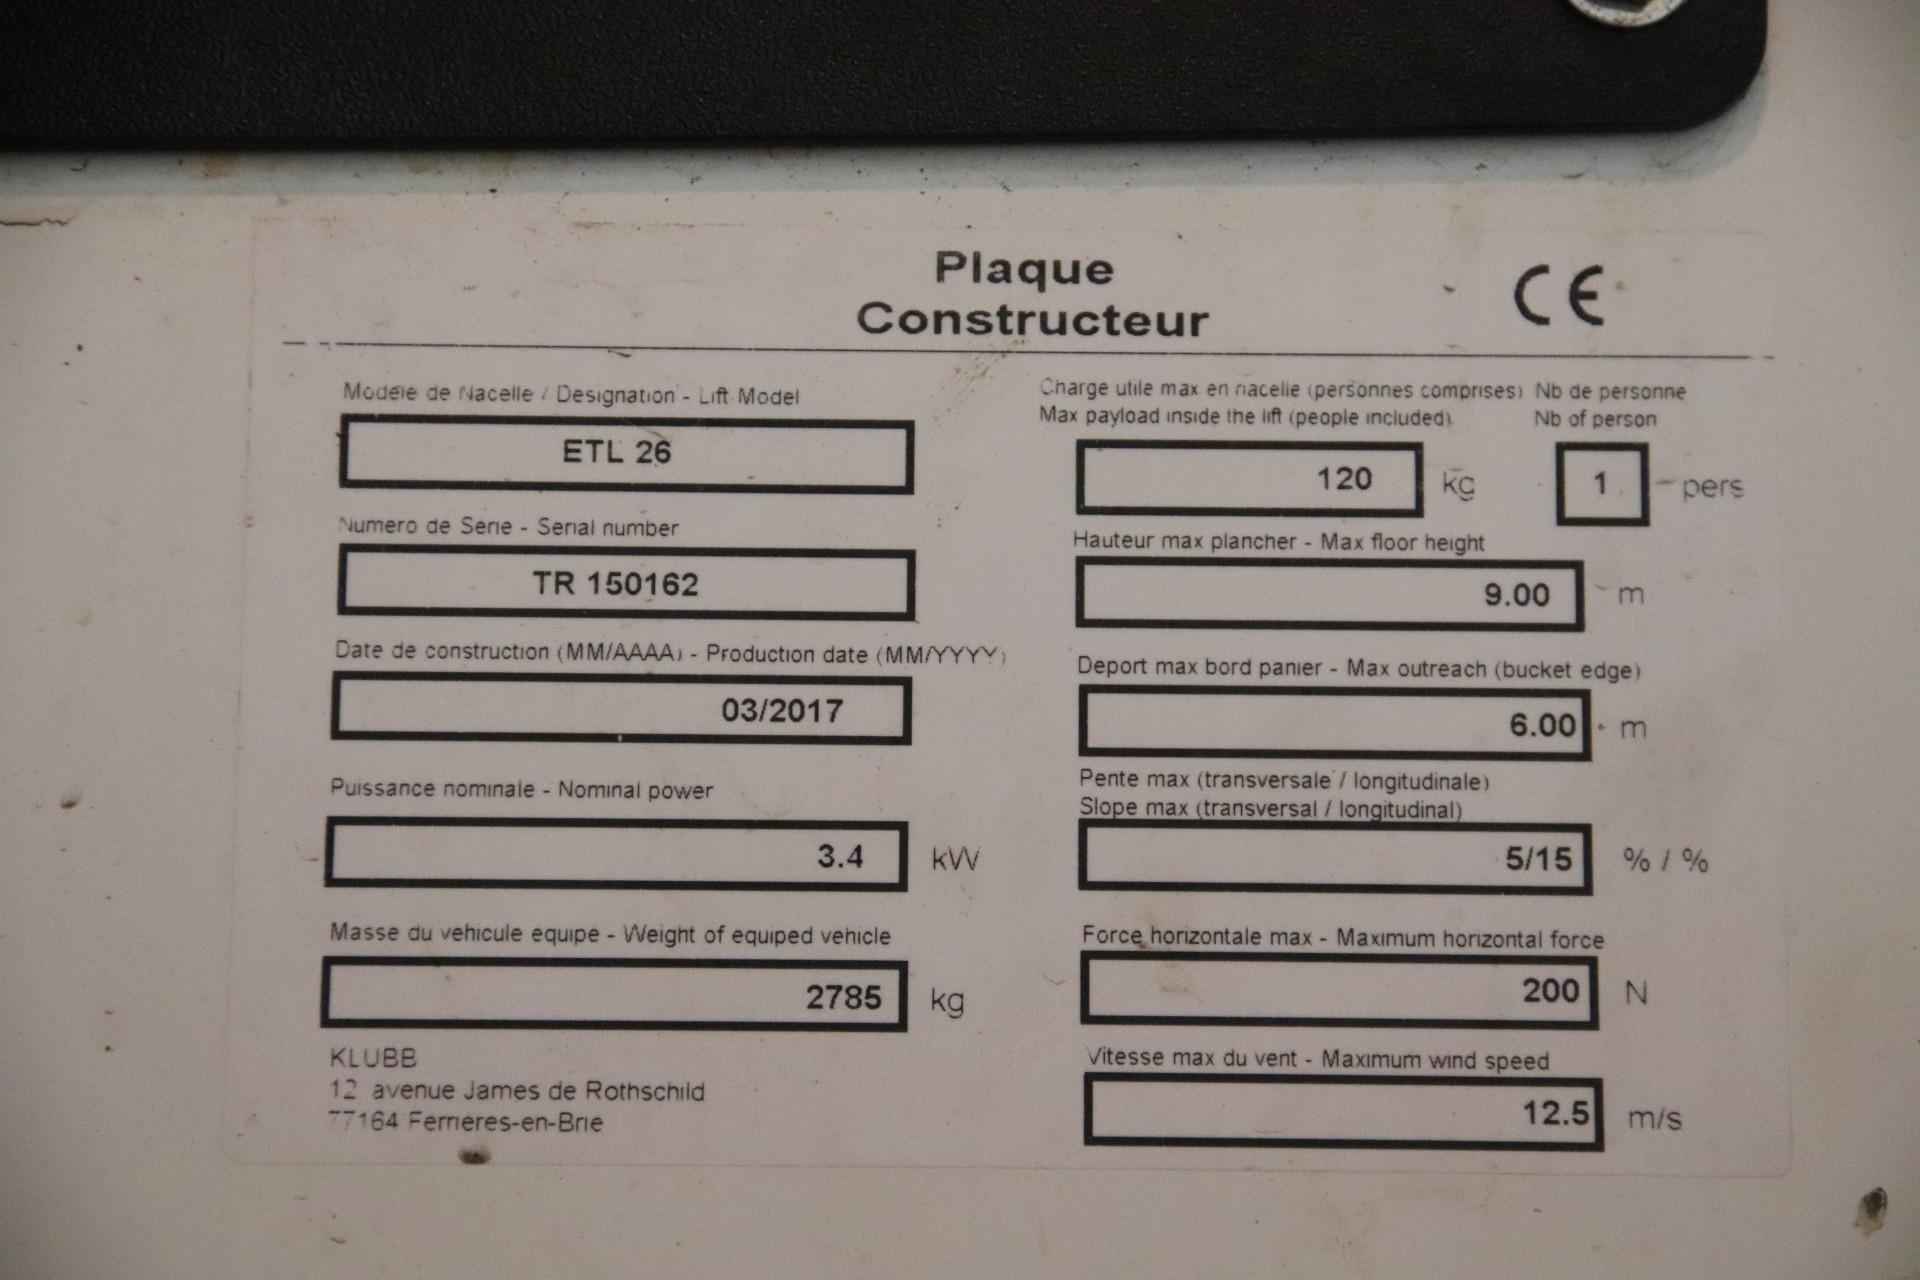 Plaque
Constructeur
CE
Modèle de Nacelle / Designation - Lift Model
ETL 26
Numero de Serie - Serial number
TR 150162
Date de construction (MM/AAAA) - Production date (MM/YYYY)
03/2017
Puissance nominale - Nominal power
3.4 kW
Masse du vehicule equipe - Weight of equiped vehicle
2785 kg
KLUBB
12 avenue James de Rothschild
77164 Ferrieres-en-Brie
Charge utile max en nacelle (personnes comprises)
Max payload inside the lift (people included)
120 kg
Nb de personne
Nb of person
1 pers
Hauteur max plancher - Max floor height
9.00 m
Deport max bord panier - Max outreach (bucket edge)
6.00 m
Pente max (transversale / longitudinale)
Slope max (transversal / longitudinal)
5/15 % / %
Force horizontale max - Maximum horizontal force
200 N
Vitesse max du vent - Maximum wind speed
12.5 m/s